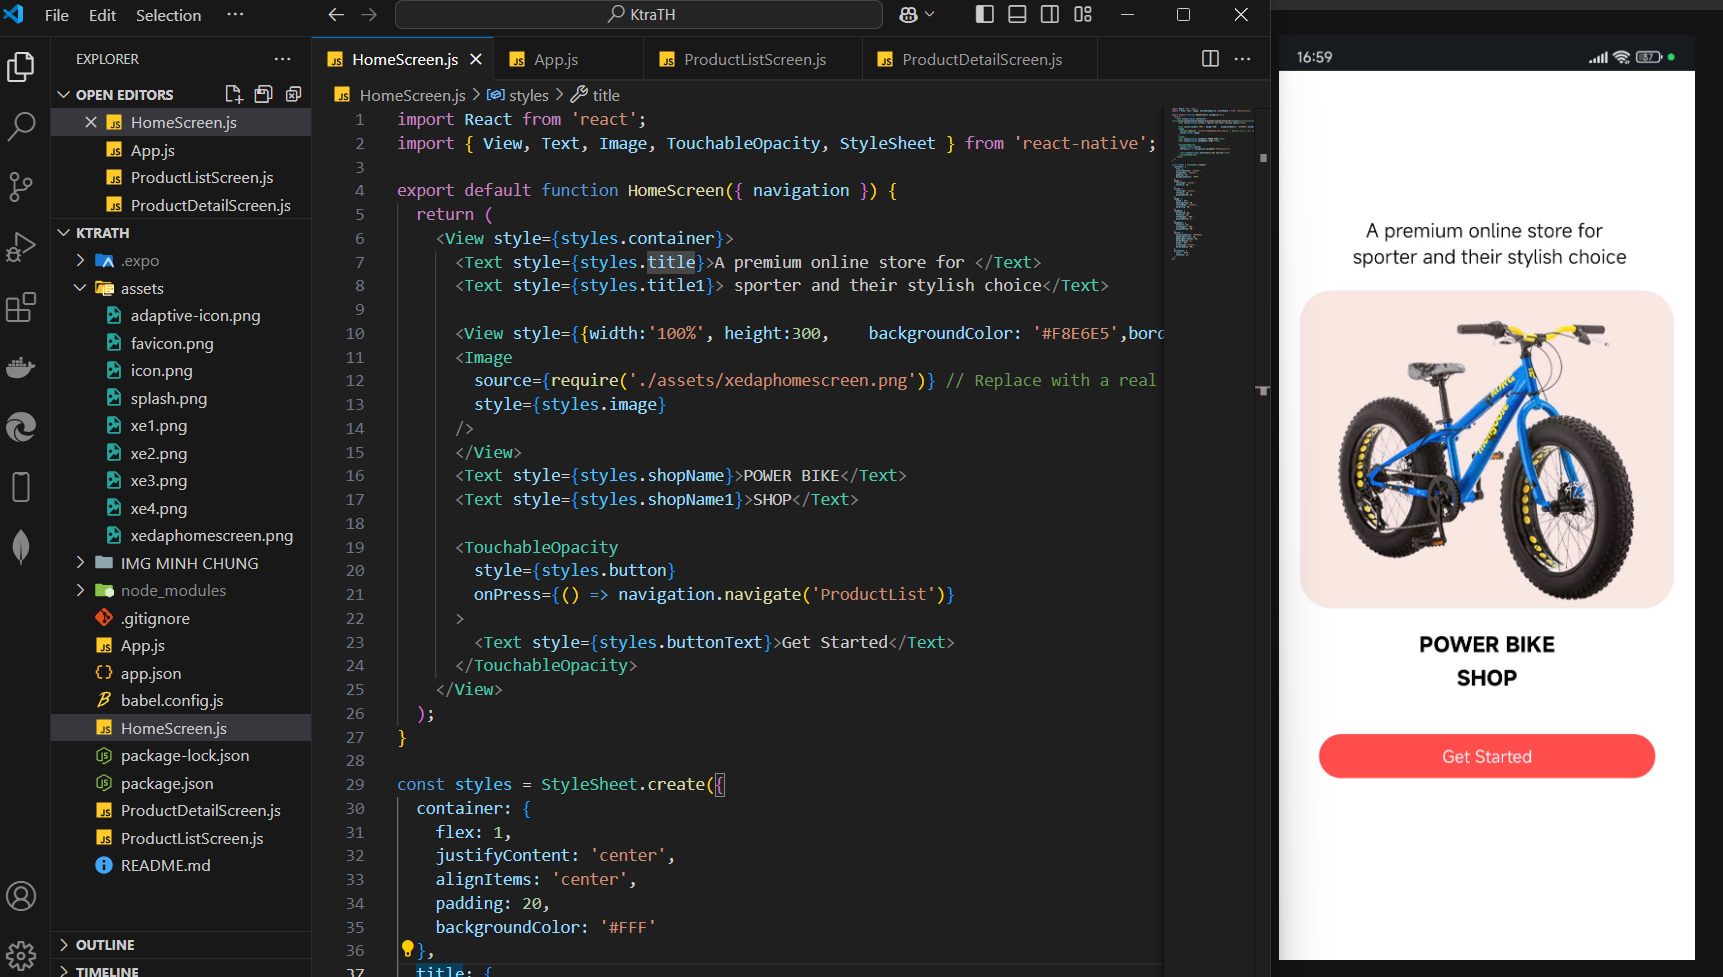 File Edit Selection ··· KtraTH
EXPLORER ···
OPEN EDITORS
HomeScreen.js
App.js
ProductListScreen.js
ProductDetailScreen.js
KTRATH
.expo
assets
adaptive-icon.png
favicon.png
icon.png
splash.png
xe1.png
xe2.png
xe3.png
xe4.png
xedaphomescreen.png
IMG MINH CHUNG
node_modules
.gitignore
App.js
app.json
babel.config.js
HomeScreen.js
package-lock.json
package.json
ProductDetailScreen.js
ProductListScreen.js
README.md
OUTLINE
TIMELINE
HomeScreen.js App.js ProductListScreen.js ProductDetailScreen.js ···
HomeScreen.js > styles > title
1 import React from 'react';
2 import { View, Text, Image, TouchableOpacity, StyleSheet } from 'react-native';
3
4 export default function HomeScreen({ navigation }) {
5 return (
6 <View style={styles.container}>
7 <Text style={styles.title}>A premium online store for </Text>
8 <Text style={styles.title1}> sporter and their stylish choice</Text>
9
10 <View style={{width:'100%', height:300, backgroundColor: '#F8E6E5',bord
11 <Image
12 source={require('./assets/xedaphomescreen.png')} // Replace with a real
13 style={styles.image}
14 />
15 </View>
16 <Text style={styles.shopName}>POWER BIKE</Text>
17 <Text style={styles.shopName1}>SHOP</Text>
18
19 <TouchableOpacity
20 style={styles.button}
21 onPress={() => navigation.navigate('ProductList')}
22 >
23 <Text style={styles.buttonText}>Get Started</Text>
24 </TouchableOpacity>
25 </View>
26 );
27 }
28
29 const styles = StyleSheet.create({
30 container: {
31 flex: 1,
32 justifyContent: 'center',
33 alignItems: 'center',
34 padding: 20,
35 backgroundColor: '#FFF'
36 },
37 title: {
16:59 37
A premium online store for
sporter and their stylish choice
POWER BIKE
SHOP
Get Started